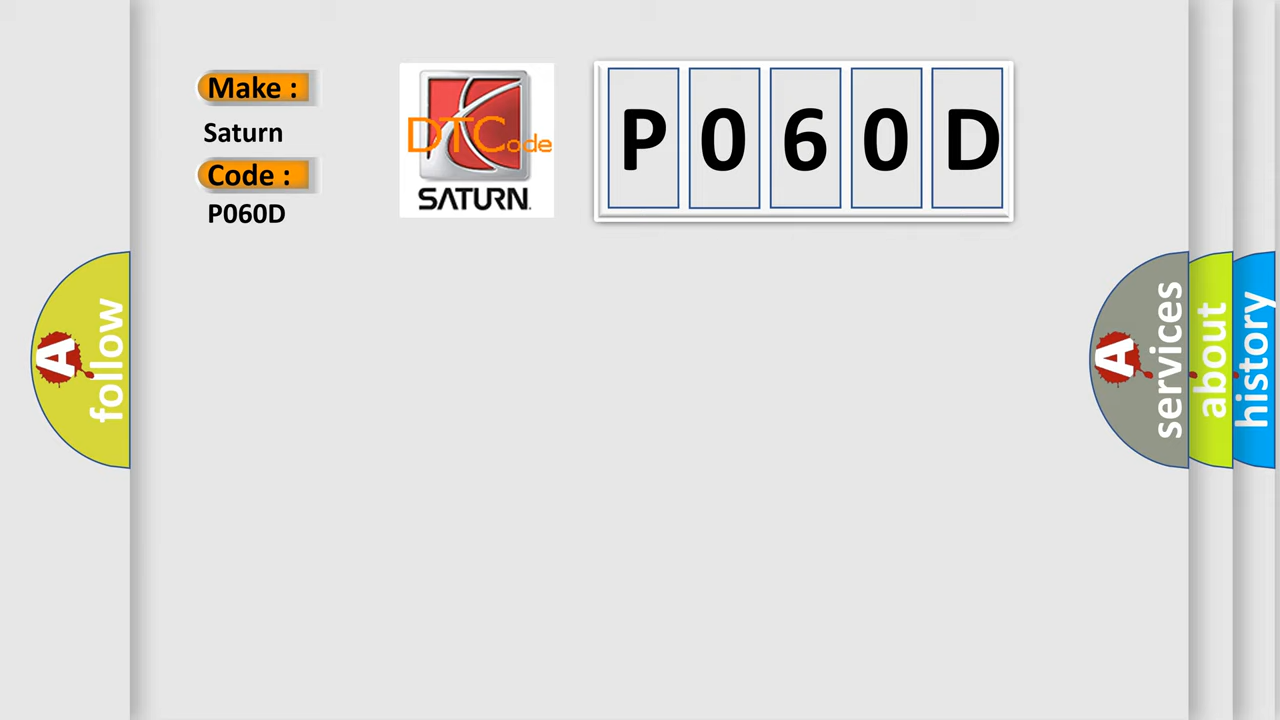 Make :
Saturn
Code :
P060D
DTCode
SATURN
P060D
A
follow
A
services
about
history